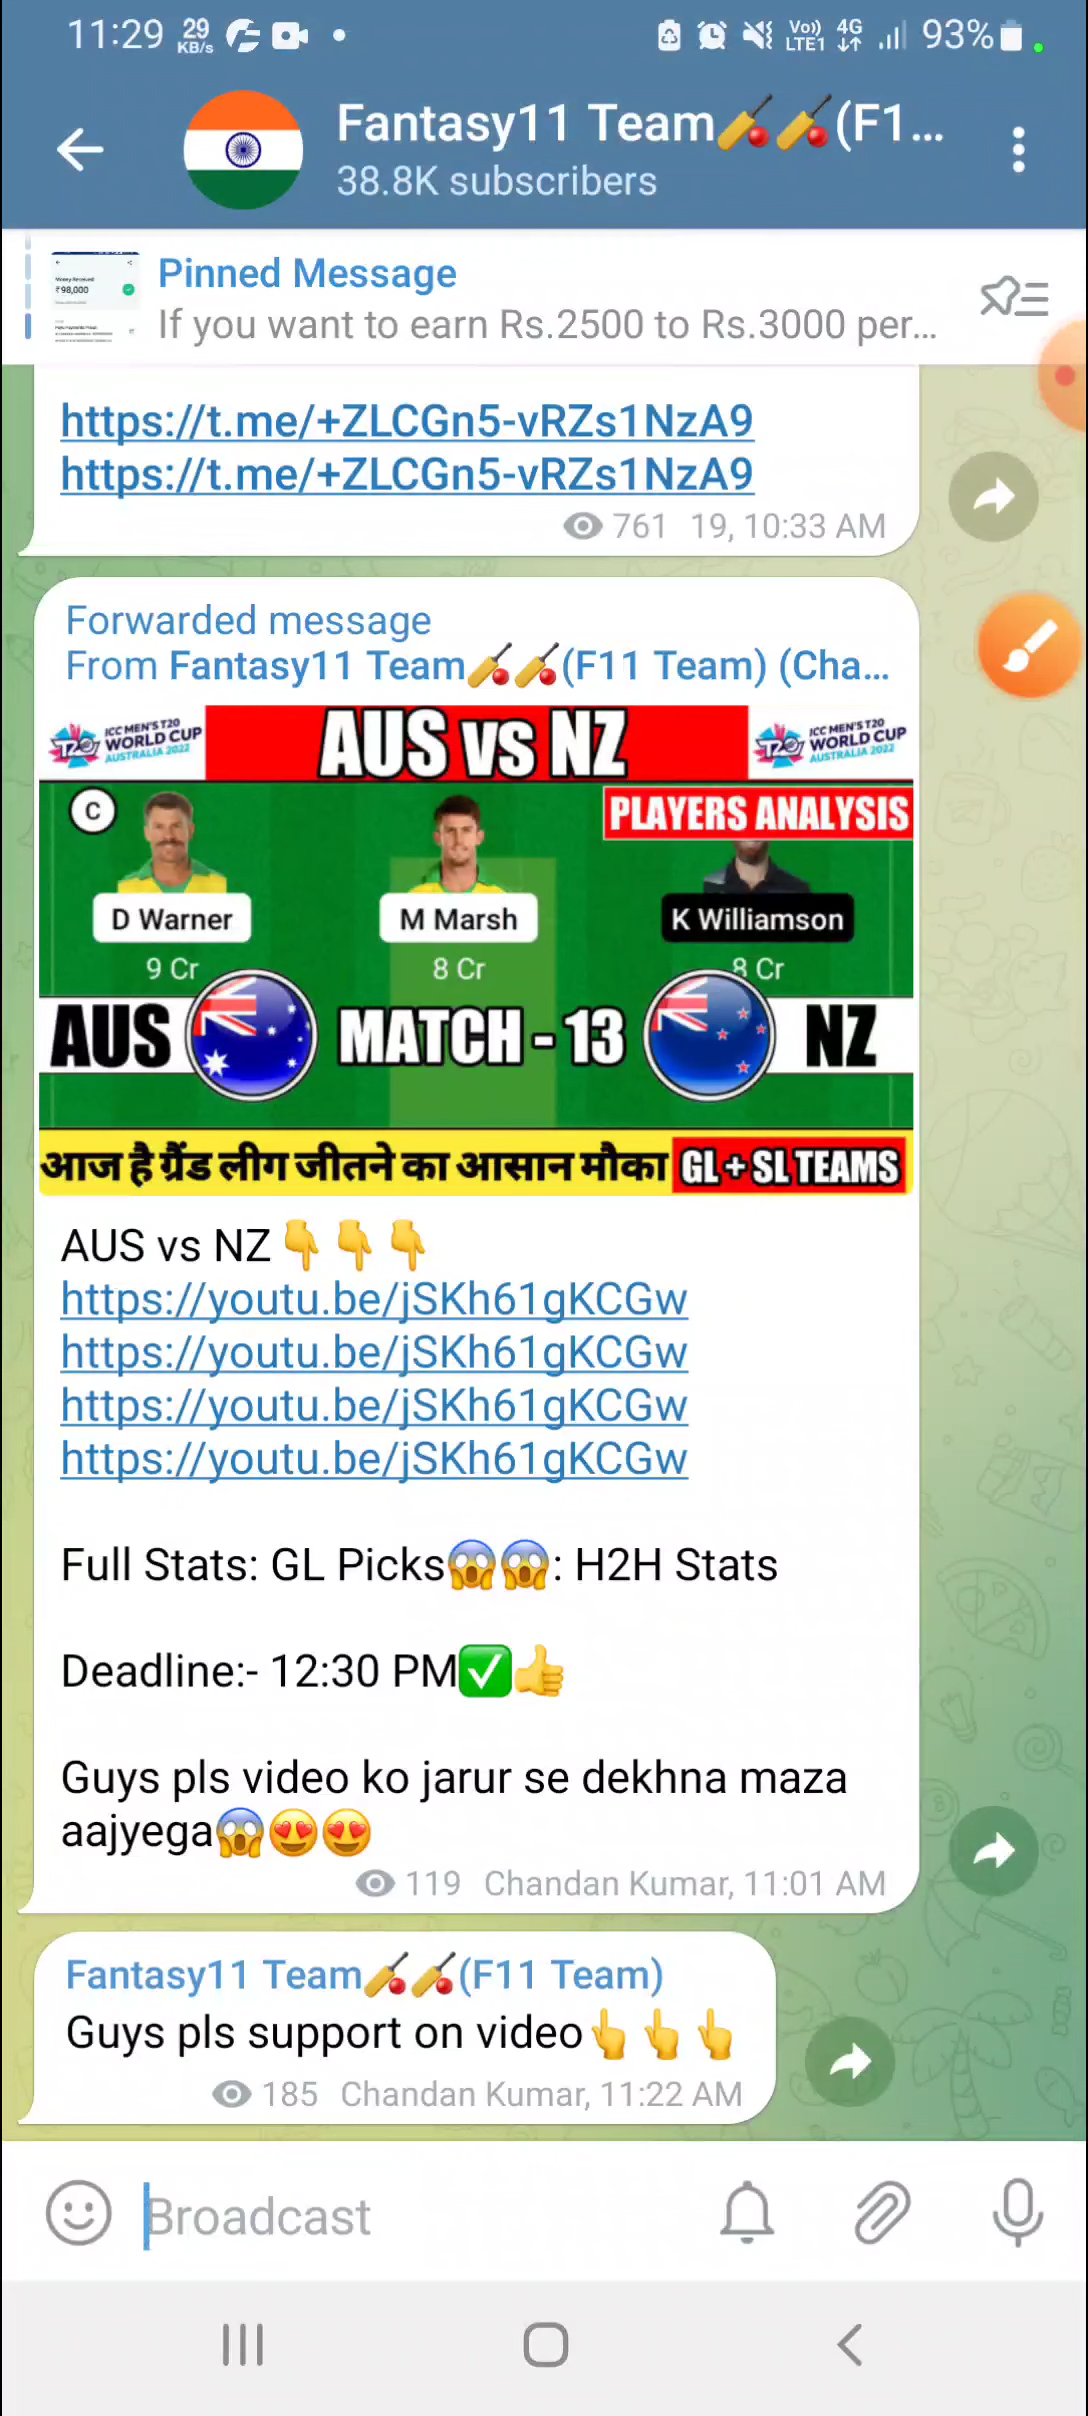 11:29 29 KB/s Vo)) LTE1 4G 93%
Fantasy11 Team🏏🏏(F1...
38.8K subscribers
Money Received
₹98,000
Pinned Message
If you want to earn Rs.2500 to Rs.3000 per...
https://t.me/+ZLCGn5-vRZs1NzA9
https://t.me/+ZLCGn5-vRZs1NzA9
761 19, 10:33 AM
Forwarded message
From Fantasy11 Team🏏🏏(F11 Team) (Cha...
ICC MEN'S T20 WORLD CUP AUSTRALIA 2022
AUS vs NZ
ICC MEN'S T20 WORLD CUP AUSTRALIA 2022
C
PLAYERS ANALYSIS
D Warner M Marsh K Williamson
9 Cr 8 Cr 8 Cr
AUS MATCH - 13 NZ
आज है ग्रैंड लीग जीतने का आसान मौका GL + SL TEAMS
AUS vs NZ👇👇👇
https://youtu.be/jSKh61gKCGw
https://youtu.be/jSKh61gKCGw
https://youtu.be/jSKh61gKCGw
https://youtu.be/jSKh61gKCGw
Full Stats: GL Picks😱😱: H2H Stats
Deadline:- 12:30 PM✅👍
Guys pls video ko jarur se dekhna maza
aajyega😱😍😍
119 Chandan Kumar, 11:01 AM
Fantasy11 Team🏏🏏(F11 Team)
Guys pls support on video👆👆👆
185 Chandan Kumar, 11:22 AM
Broadcast